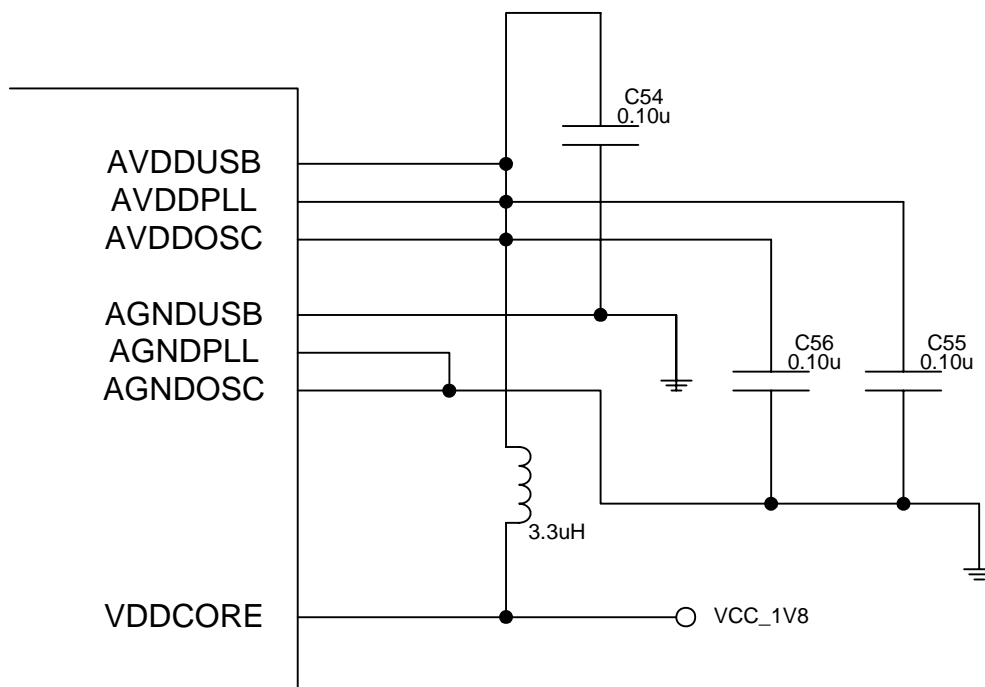 C54
0.10u
AVDDUSB
AVDDPLL
AVDDOSC
AGNDUSB
AGNDPLL
AGNDOSC
C56
0.10u
C55
0.10u
3.3uH
VDDCORE
VCC_1V8